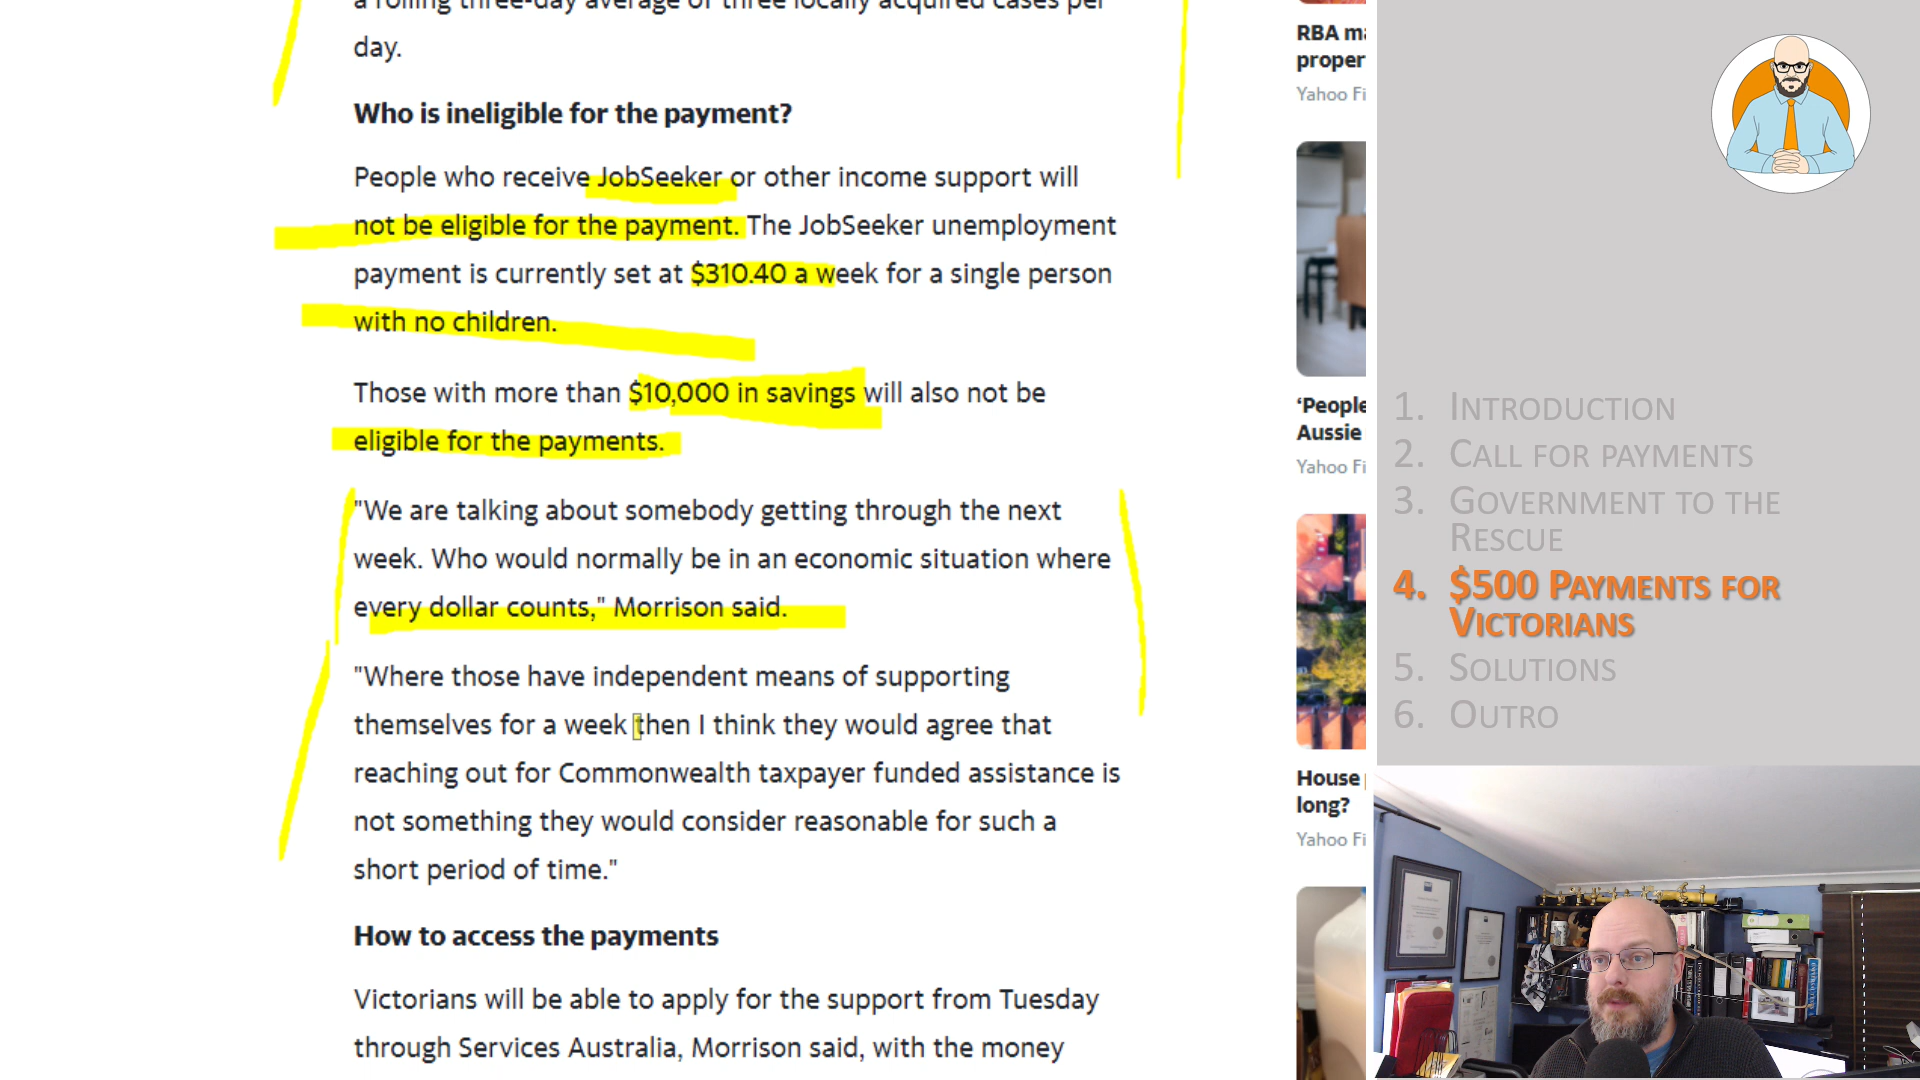 a rolling three-day average of three locally acquired cases per
day.
Who is ineligible for the payment?
People who receive JobSeeker or other income support will
not be eligible for the payment. The JobSeeker unemployment
payment is currently set at $310.40 a week for a single person
with no children.
Those with more than $10,000 in savings will also not be
eligible for the payments.
"We are talking about somebody getting through the next
week. Who would normally be in an economic situation where
every dollar counts," Morrison said.
"Where those have independent means of supporting
themselves for a week then I think they would agree that
reaching out for Commonwealth taxpayer funded assistance is
not something they would consider reasonable for such a
short period of time."
How to access the payments
Victorians will be able to apply for the support from Tuesday
through Services Australia, Morrison said, with the money
RBA ma
proper
Yahoo Fi
'People
Aussie
Yahoo Fi
House
long?
Yahoo Fi
1. INTRODUCTION
2. CALL FOR PAYMENTS
3. GOVERNMENT TO THE
RESCUE
4. $500 PAYMENTS FOR
VICTORIANS
5. SOLUTIONS
6. OUTRO